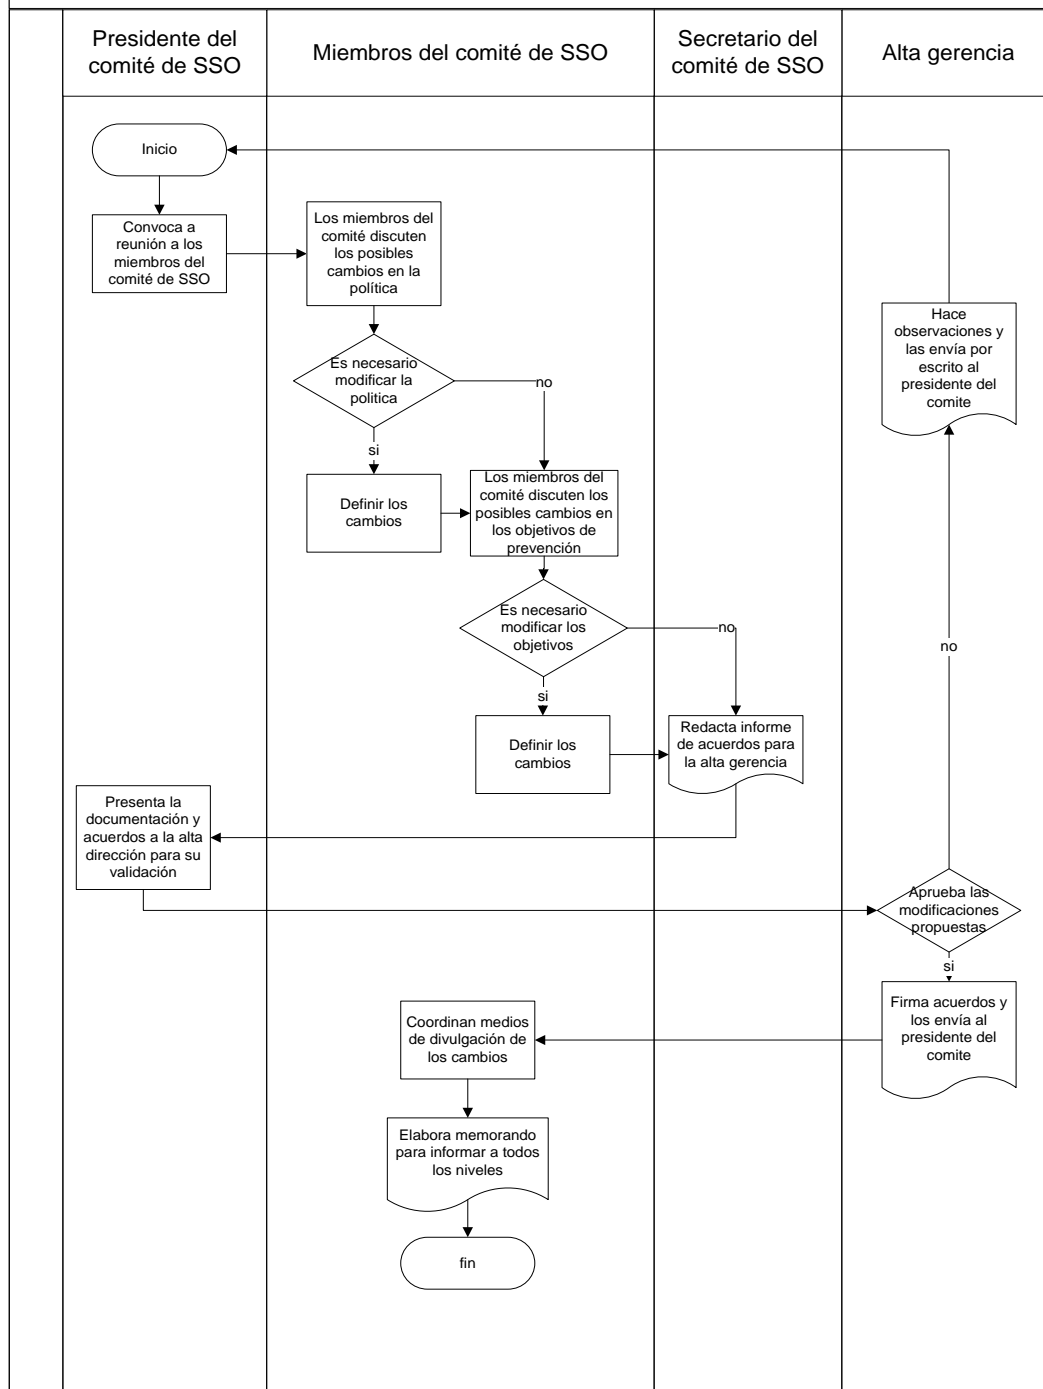 Presidente del
comité de SSO
Miembros del comité de SSO
Secretario del
comité de SSO
Alta gerencia
Inicio
Convoca a
reunión a los
miembros del
comité de SSO
Los miembros del
comité discuten
los posibles
cambios en la
política
Es necesario
modificar la
politica
no
si
Definir los
cambios
Los miembros del
comité discuten los
posibles cambios en
los objetivos de
prevención
Es necesario
modificar los
objetivos
no
si
Definir los
cambios
Redacta informe
de acuerdos para
la alta gerencia
Presenta la
documentación y
acuerdos a la alta
dirección para su
validación
Aprueba las
modificaciones
propuestas
no
Hace
observaciones y
las envía por
escrito al
presidente del
comite
si
Firma acuerdos y
los envía al
presidente del
comite
Coordinan medios
de divulgación de
los cambios
Elabora memorando
para informar a todos
los niveles
fin